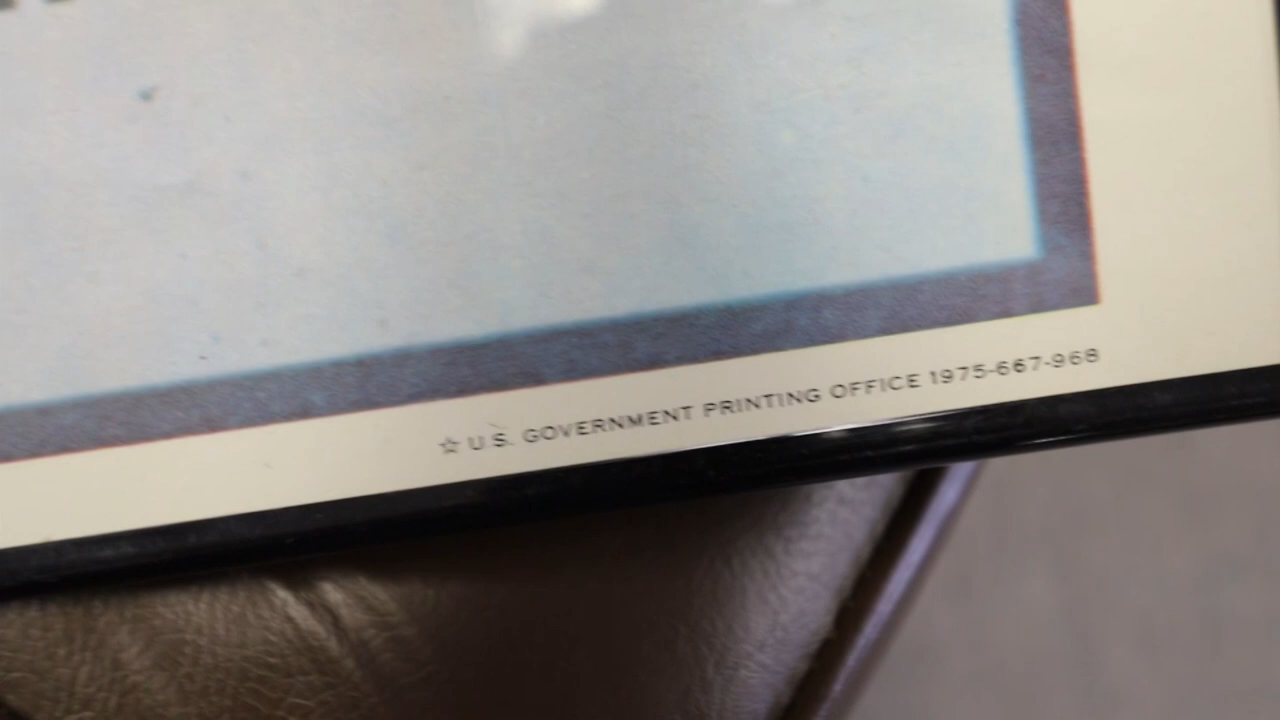 ☆ U.S. GOVERNMENT PRINTING OFFICE 1975-667-968